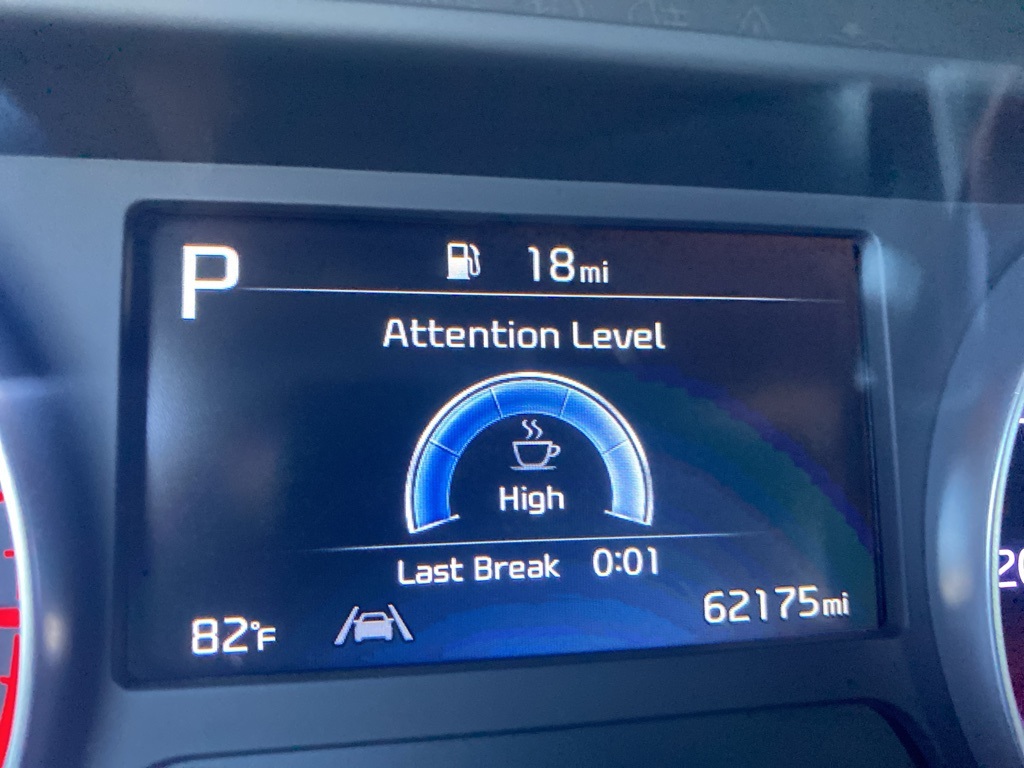 P
18mi
Attention Level
High
Last Break 0:01
82°F
62175mi